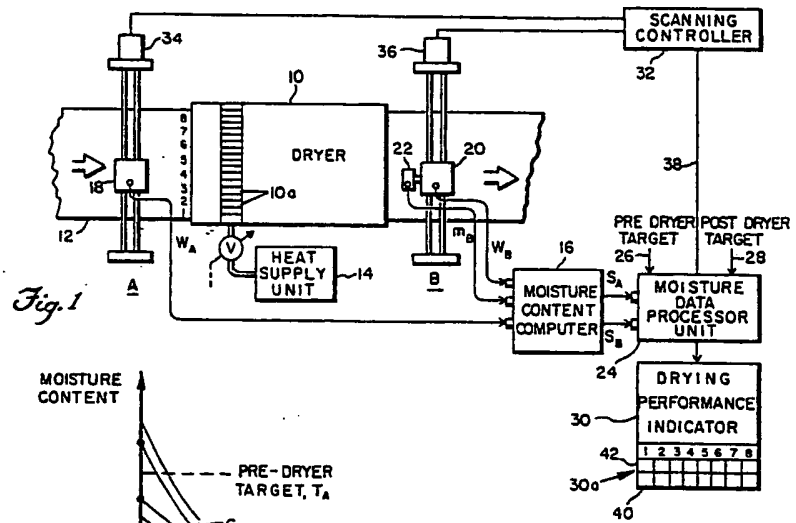 34
36
SCANNING
CONTROLLER
32
10
8
7
6
5
4
3
2
1
DRYER
10a
18
12
22
20
38
W_A
m_B
W_B
V
HEAT
SUPPLY
UNIT
14
A
B
Fig. 1
16
MOISTURE
CONTENT
COMPUTER
S_A
S_B
PRE DRYER
TARGET
26
POST DRYER
TARGET
28
MOISTURE
DATA
PROCESSOR
UNIT
24
DRYING
PERFORMANCE
INDICATOR
30
1 2 3 4 5 6 7 8
42
30a
40
MOISTURE
CONTENT
PRE-DRYER
TARGET, T_A